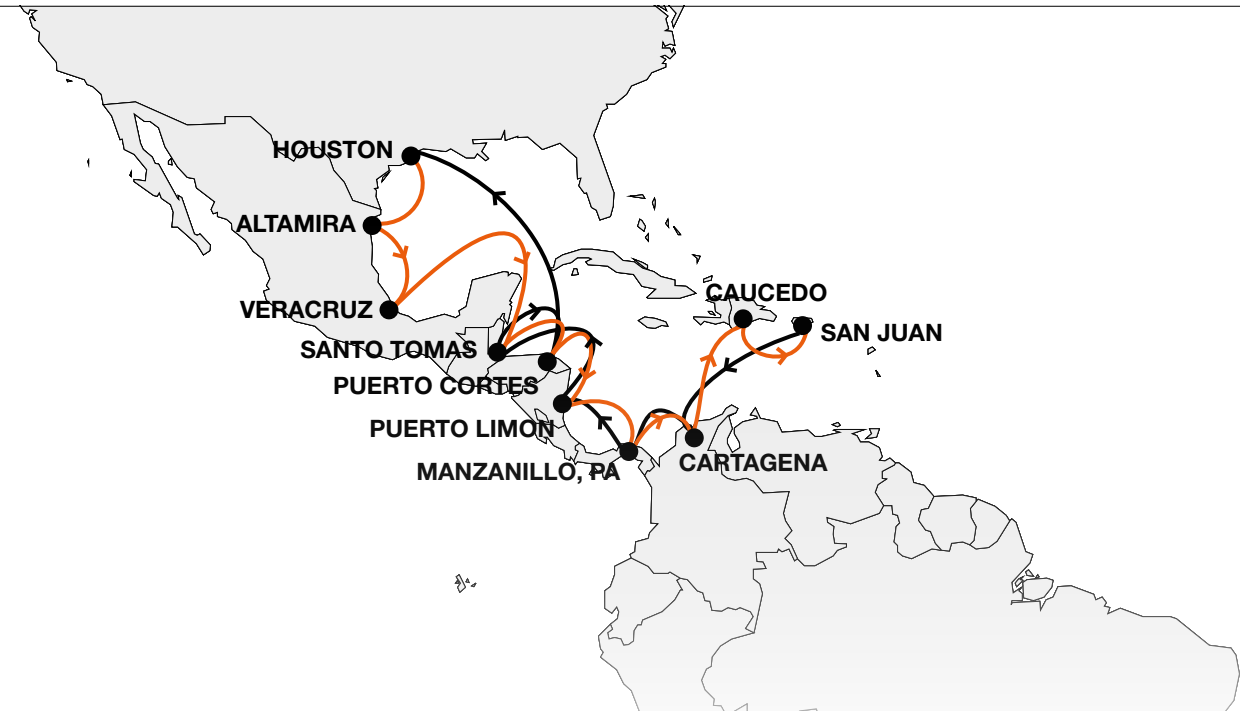 HOUSTON
ALTAMIRA
CAUCEDO
VERACRUZ
SAN JUAN
SANTO TOMAS
PUERTO CORTES
PUERTO LIMON
CARTAGENA
MANZANILLO, PA